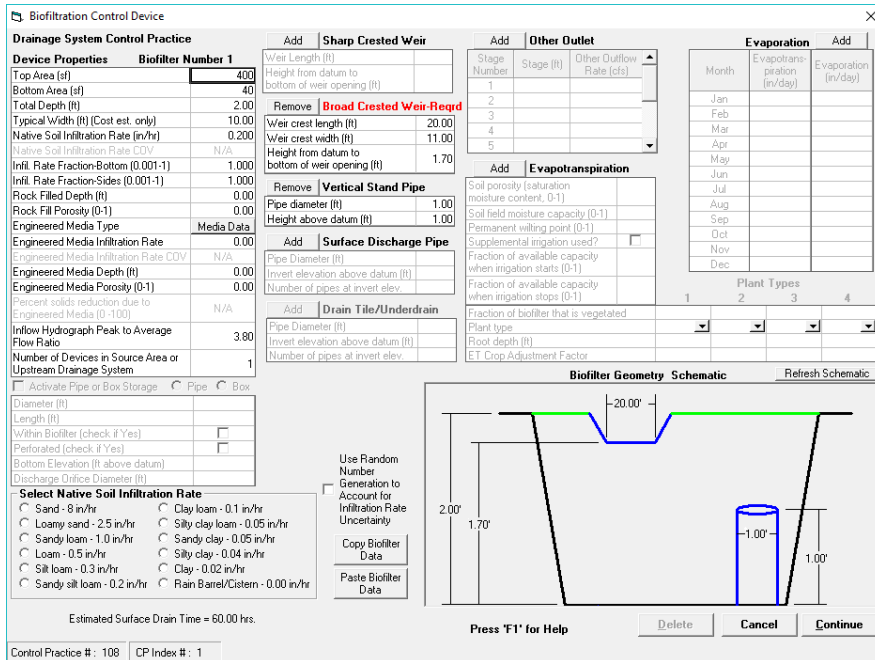 Biofiltration Control Device
Drainage System Control Practice
Device Properties Biofilter Number 1
Top Area (sf) 400
Bottom Area (sf) 40
Total Depth (ft) 2.00
Typical Width (ft) (Cost est. only) 10.00
Native Soil Infiltration Rate (in/hr) 0.200
Native Soil Infiltration Rate COV N/A
Infil. Rate Fraction-Bottom (0.001-1) 1.000
Infil. Rate Fraction-Sides (0.001-1) 1.000
Rock Filled Depth (ft) 0.00
Rock Fill Porosity (0-1) 0.00
Engineered Media Type Media Data
Engineered Media Infiltration Rate 0.00
Engineered Media Infiltration Rate COV N/A
Engineered Media Depth (ft) 0.00
Engineered Media Porosity (0-1) 0.00
Percent solids reduction due to
Engineered Media (0 -100) N/A
Inflow Hydrograph Peak to Average
Flow Ratio 3.80
Number of Devices in Source Area or
Upstream Drainage System 1
Activate Pipe or Box Storage Pipe Box
Diameter (ft)
Length (ft)
Within Biofilter (check if Yes)
Perforated (check if Yes)
Bottom Elevation (ft above datum)
Discharge Orifice Diameter (ft)
Select Native Soil Infiltration Rate
Sand - 8 in/hr
Loamy sand - 2.5 in/hr
Sandy loam - 1.0 in/hr
Loam - 0.5 in/hr
Silt loam - 0.3 in/hr
Sandy silt loam - 0.2 in/hr
Clay loam - 0.1 in/hr
Silty clay loam - 0.05 in/hr
Sandy clay - 0.05 in/hr
Silty clay - 0.04 in/hr
Clay - 0.02 in/hr
Rain Barrel/Cistern - 0.00 in/hr
Estimated Surface Drain Time = 60.00 hrs.
Control Practice # : 108 CP Index # : 1
Add Sharp Crested Weir
Weir Length (ft)
Height from datum to
bottom of weir opening (ft)
Remove Broad Crested Weir-Reqrd
Weir crest length (ft) 20.00
Weir crest width (ft) 11.00
Height from datum to
bottom of weir opening (ft) 1.70
Remove Vertical Stand Pipe
Pipe diameter (ft) 1.00
Height above datum (ft) 1.00
Add Surface Discharge Pipe
Pipe Diameter (ft)
Invert elevation above datum (ft)
Number of pipes at invert elev.
Add Drain Tile/Underdrain
Pipe Diameter (ft)
Invert elevation above datum (ft)
Number of pipes at invert elev.
Use Random
Number
Generation to
Account for
Infiltration Rate
Uncertainty
Copy Biofilter
Data
Paste Biofilter
Data
Add Other Outlet
Stage
Number Stage (ft) Other Outflow
Rate (cfs)
1
2
3
4
5
Add Evapotranspiration
Soil porosity (saturation
moisture content, 0-1)
Soil field moisture capacity (0-1)
Permanent wilting point (0-1)
Supplemental irrigation used?
Fraction of available capacity
when irrigation starts (0-1)
Fraction of available capacity
when irrigation stops (0-1)
Fraction of biofilter that is vegetated
Plant type
Root depth (ft)
ET Crop Adjustment Factor
Evaporation Add
Month Evapotrans-
piration
(in/day) Evaporation
(in/day)
Jan
Feb
Mar
Apr
May
Jun
Jul
Aug
Sep
Oct
Nov
Dec
Plant Types
1 2 3 4
Biofilter Geometry Schematic Refresh Schematic
20.00'
2.00'
1.70'
1.00'
1.00'
Press 'F1' for Help Delete Cancel Continue